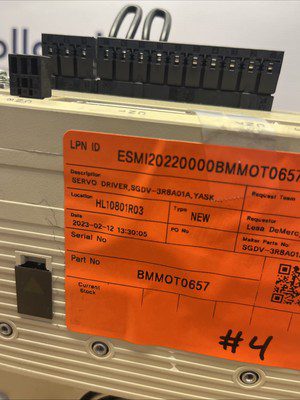 LPN ID
ESMI20220000BMMOT0657
Description
SERVO DRIVER,SGDV-3R8A01A,YASK
Request Team
Location
HL10801R03
Type
NEW
Requestor
Date
2023-02-12 13:30:05
PO No
Maker Parts No
SGDV-3R8A01A
Serial No
Part No
BMMOT0657
Current Stock
#4